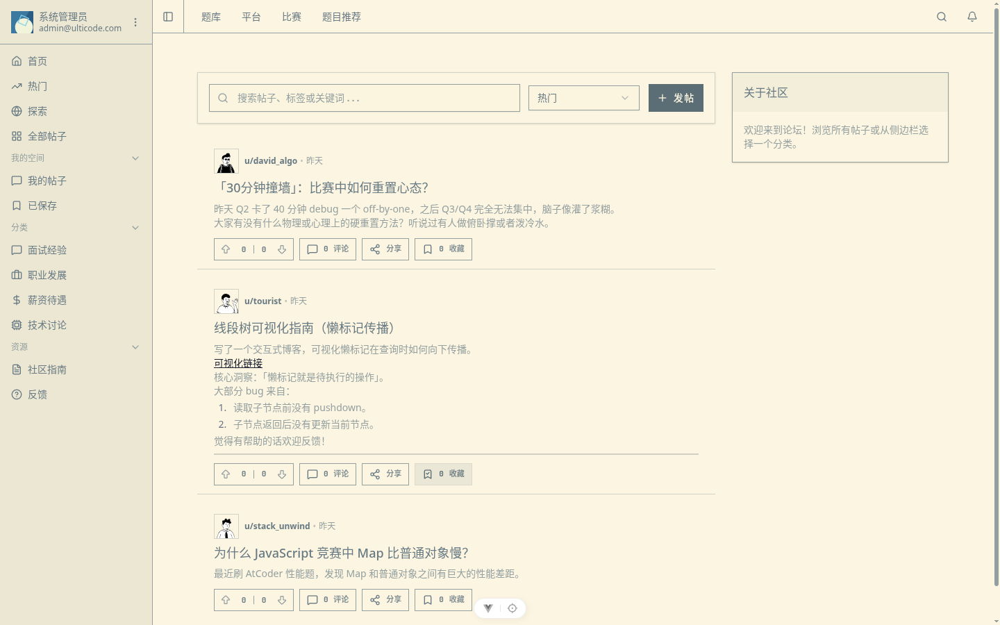 系统管理员
admin@ulticode.com
首页
热门
探索
全部帖子
我的空间
我的帖子
已保存
分类
面试经验
职业发展
薪资待遇
技术讨论
资源
社区指南
反馈
题库 平台 比赛 题目推荐
搜索帖子、标签或关键词... 热门 发帖
u/david_algo • 昨天
「30分钟撞墙」：比赛中如何重置心态？
昨天 Q2 卡了 40 分钟 debug 一个 off-by-one，之后 Q3/Q4 完全无法集中，脑子像灌了浆糊。
大家有没有什么物理或心理上的硬重置方法？听说过有人做俯卧撑或者泼冷水。
0 | 0 0 评论 分享 0 收藏
u/tourist • 昨天
线段树可视化指南（懒标记传播）
写了一个交互式博客，可视化懒标记在查询时如何向下传播。
可视化链接
核心洞察：「懒标记就是待执行的操作」。
大部分 bug 来自：
1. 读取子节点前没有 pushdown。
2. 子节点返回后没有更新当前节点。
觉得有帮助的话欢迎反馈！
0 | 0 0 评论 分享 0 收藏
u/stack_unwind • 昨天
为什么 JavaScript 竞赛中 Map 比普通对象慢？
最近刷 AtCoder 性能题，发现 Map 和普通对象之间有巨大的性能差距。
0 | 0 0 评论 分享 0 收藏
关于社区
欢迎来到论坛！浏览所有帖子或从侧边栏选
择一个分类。